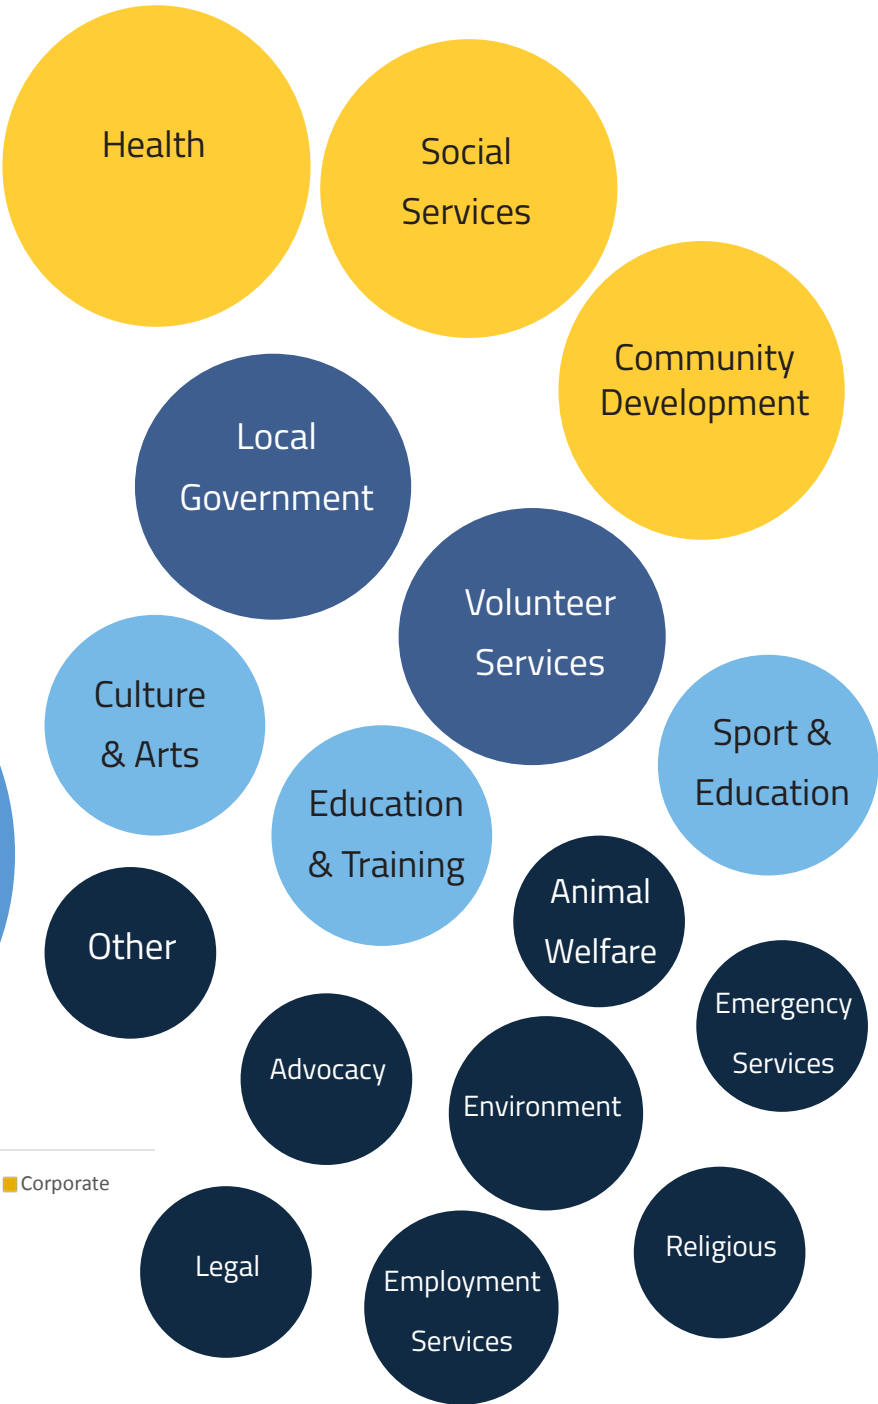 Health
Social
Services
Community
Development
Local
Government
Volunteer
Services
Culture
& Arts
Sport &
Education
Education
& Training
Animal
Welfare
Other
Emergency
Services
Advocacy
Environment
Corporate
Legal
Religious
Employment
Services